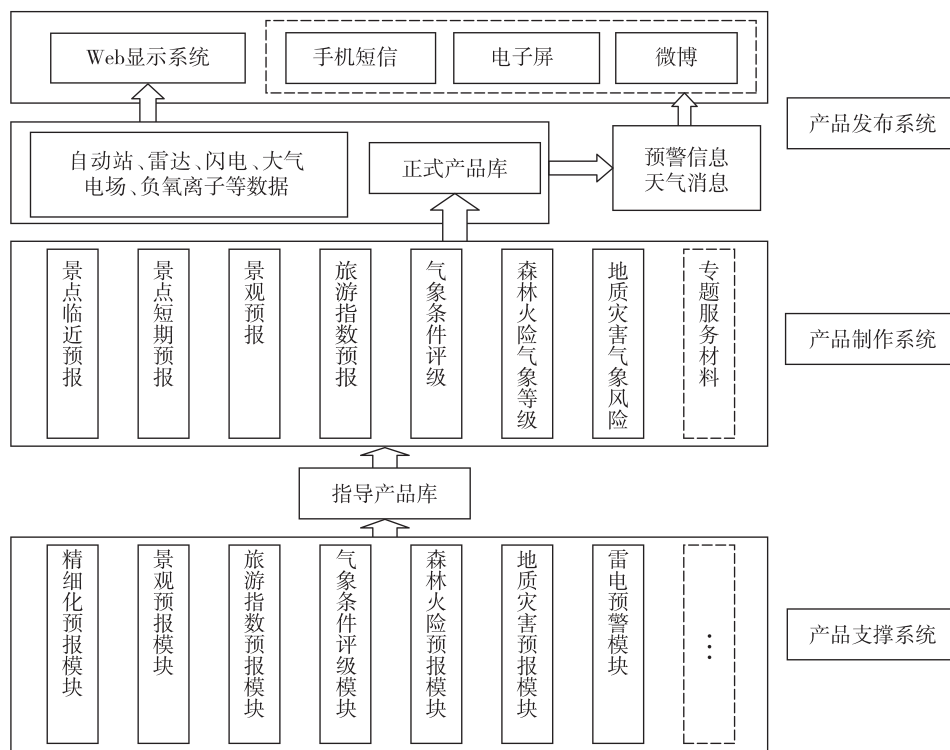 Web显示系统
手机短信
电子屏
微博
产品发布系统
自动站、雷达、闪电、大气
电场、负氧离子等数据
正式产品库
预警信息
天气消息
景点临近预报
景点短期预报
景观预报
旅游指数预报
气象条件评级
森林火险气象等级
地质灾害气象风险
专题服务材料
产品制作系统
指导产品库
精细化预报模块
景观预报模块
旅游指数预报模块
气象条件评级模块
森林火险预报模块
地质灾害预报模块
雷电预警模块
…
产品支撑系统